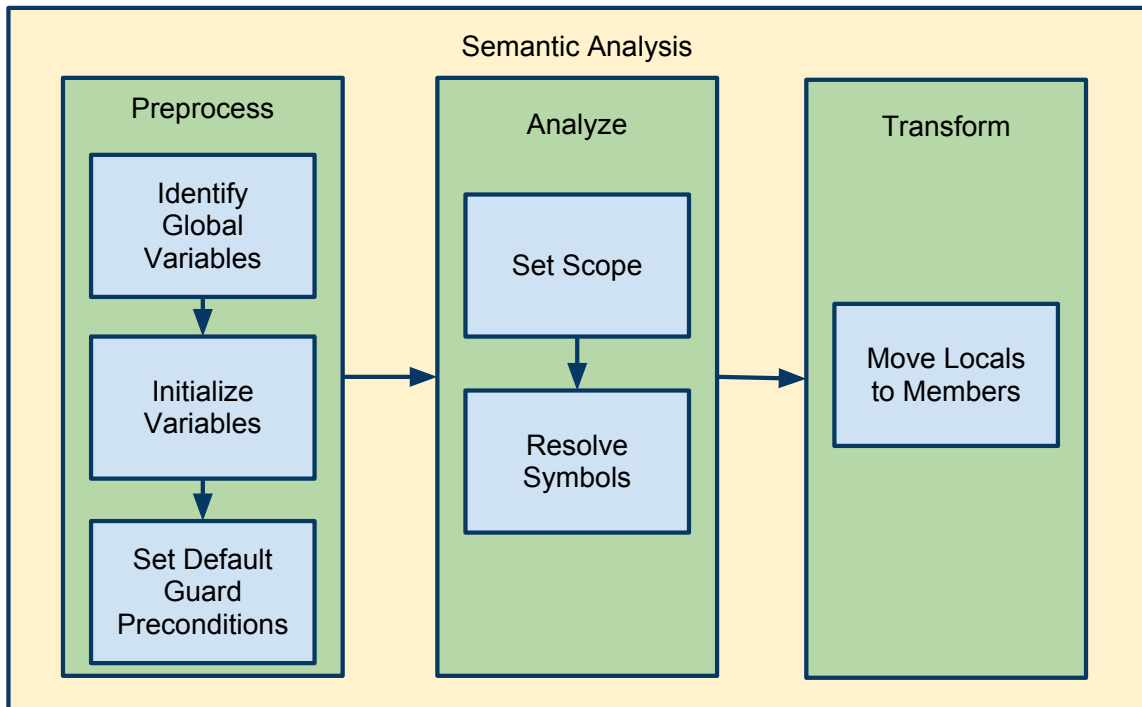 Semantic Analysis
Preprocess
Identify
Global
Variables
Initialize
Variables
Set Default
Guard
Preconditions
Analyze
Set Scope
Resolve
Symbols
Transform
Move Locals
to Members